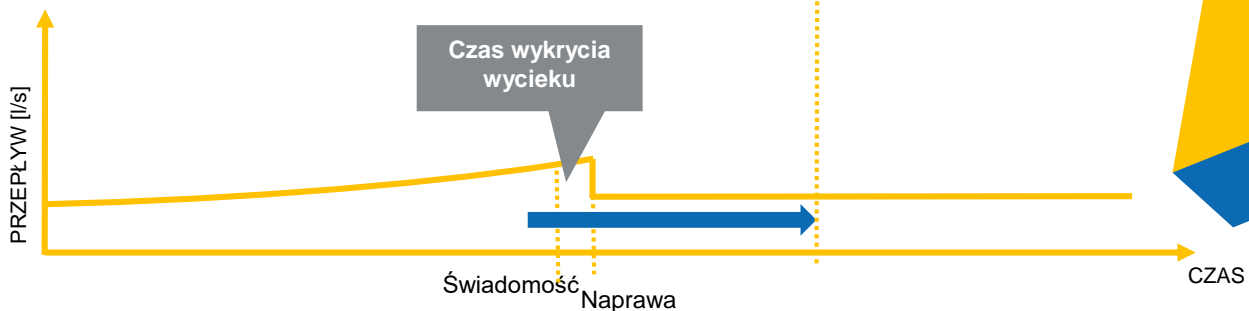 Czas wykrycia
wycieku
PRZEPŁYW [l/s]
Świadomość
Naprawa
CZAS